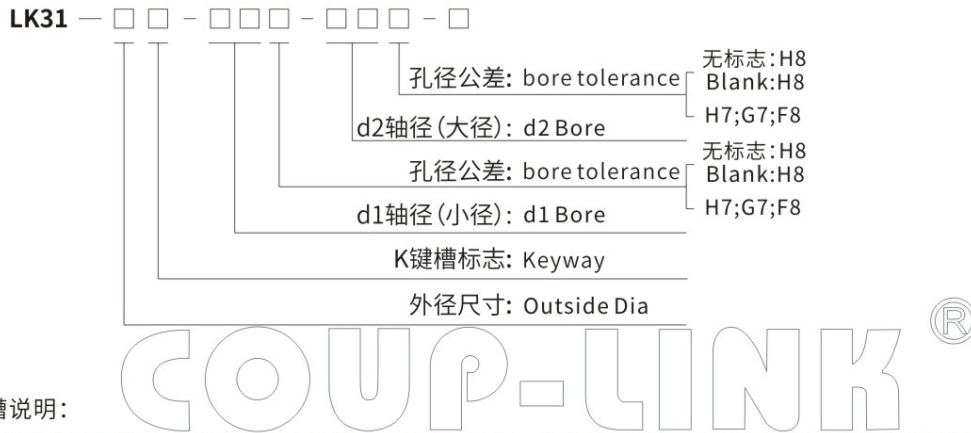 LK31 — □ □ - □ □ □ - □ □ □ - □
孔径公差: bore tolerance
无标志:H8
Blank:H8
H7;G7;F8
d2轴径(大径): d2 Bore
孔径公差: bore tolerance
无标志:H8
Blank:H8
H7;G7;F8
d1轴径(小径): d1 Bore
K键槽标志: Keyway
外径尺寸: Outside Dia
COUP-LINK ®
槽说明: